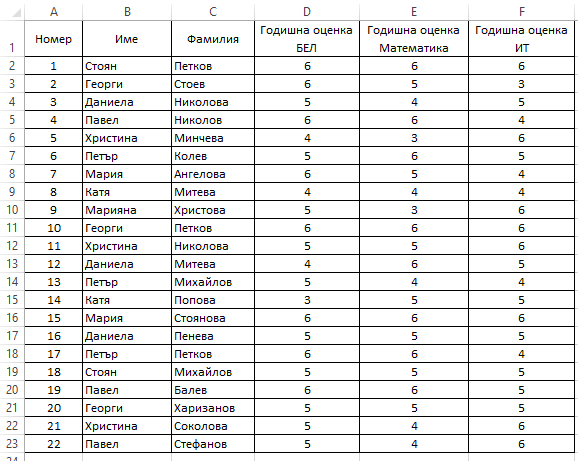 A B C D E F
1 Номер Име Фамилия Годишна оценка БЕЛ Годишна оценка Математика Годишна оценка ИТ
2 1 Стоян Петков 6 6 6
3 2 Георги Стоев 6 5 3
4 3 Даниела Николова 5 4 5
5 4 Павел Николов 6 6 4
6 5 Христина Минчева 4 3 6
7 6 Петър Колев 5 6 5
8 7 Мария Ангелова 6 5 4
9 8 Катя Митева 4 4 4
10 9 Марияна Христова 5 3 6
11 10 Георги Петков 6 6 6
12 11 Христина Николова 5 5 6
13 12 Даниела Митева 4 6 5
14 13 Петър Михайлов 5 4 4
15 14 Катя Попова 3 5 5
16 15 Мария Стоянова 6 6 6
17 16 Даниела Пенева 5 5 5
18 17 Петър Петков 6 6 4
19 18 Стоян Михайлов 5 5 5
20 19 Павел Балев 6 6 5
21 20 Георги Харизанов 5 5 5
22 21 Христина Соколова 5 4 6
23 22 Павел Стефанов 5 4 6